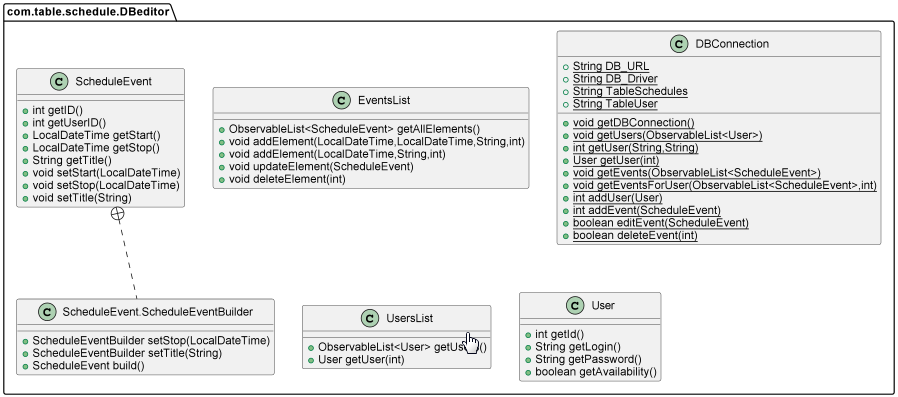 com.table.schedule.DBeditor
C ScheduleEvent
int getID()
int getUserID()
LocalDateTime getStart()
LocalDateTime getStop()
String getTitle()
void setStart(LocalDateTime)
void setStop(LocalDateTime)
void setTitle(String)
C EventsList
ObservableList<ScheduleEvent> getAllElements()
void addElement(LocalDateTime,LocalDateTime,String,int)
void addElement(LocalDateTime,String,int)
void updateElement(ScheduleEvent)
void deleteElement(int)
C DBConnection
String DB_URL
String DB_Driver
String TableSchedules
String TableUser
void getDBConnection()
void getUsers(ObservableList<User>)
int getUser(String,String)
User getUser(int)
void getEvents(ObservableList<ScheduleEvent>)
void getEventsForUser(ObservableList<ScheduleEvent>,int)
int addUser(User)
int addEvent(ScheduleEvent)
boolean editEvent(ScheduleEvent)
boolean deleteEvent(int)
C ScheduleEvent.ScheduleEventBuilder
ScheduleEventBuilder setStop(LocalDateTime)
ScheduleEventBuilder setTitle(String)
ScheduleEvent build()
C UsersList
ObservableList<User>
User getUser(int)
C User
int getId()
String getLogin()
String getPassword()
boolean getAvailability()